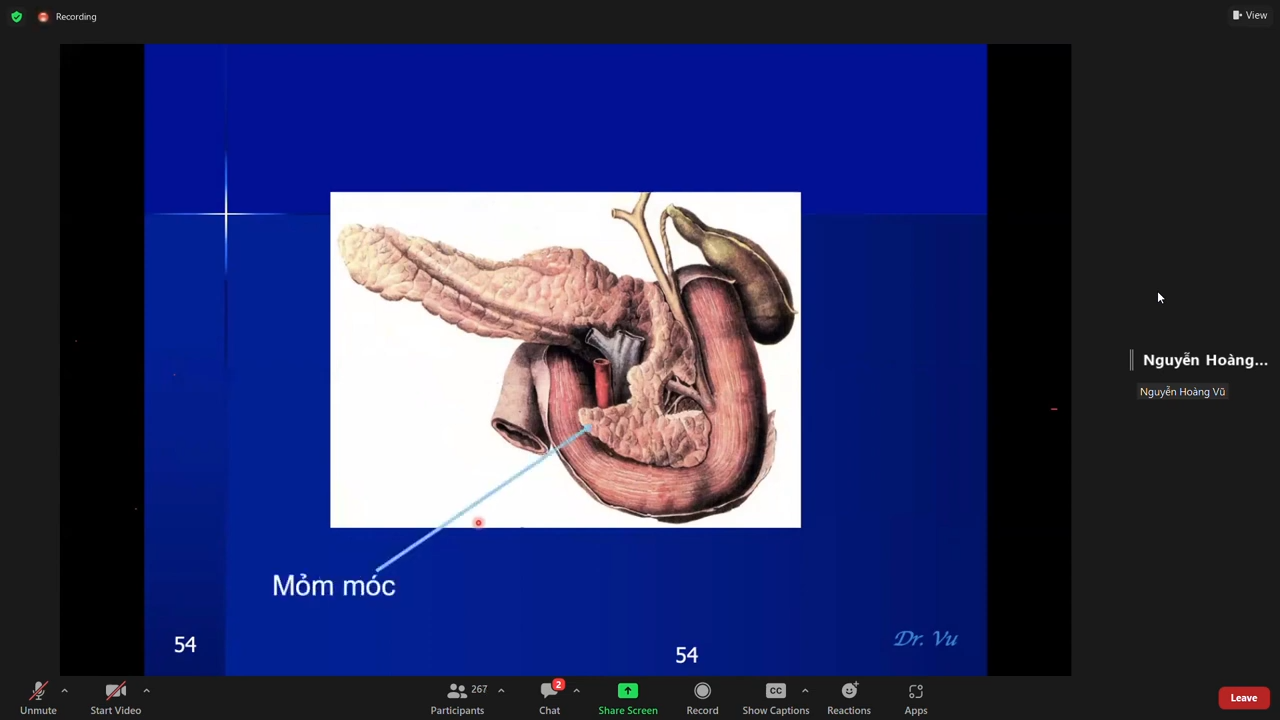 Recording
View
Nguyễn Hoàng...
Nguyễn Hoàng Vũ
Mỏm móc
54
54
Dr. Vu
Unmute
Start Video
Participants
267
Chat
2
Share Screen
Record
CC
Show Captions
Reactions
Apps
Leave